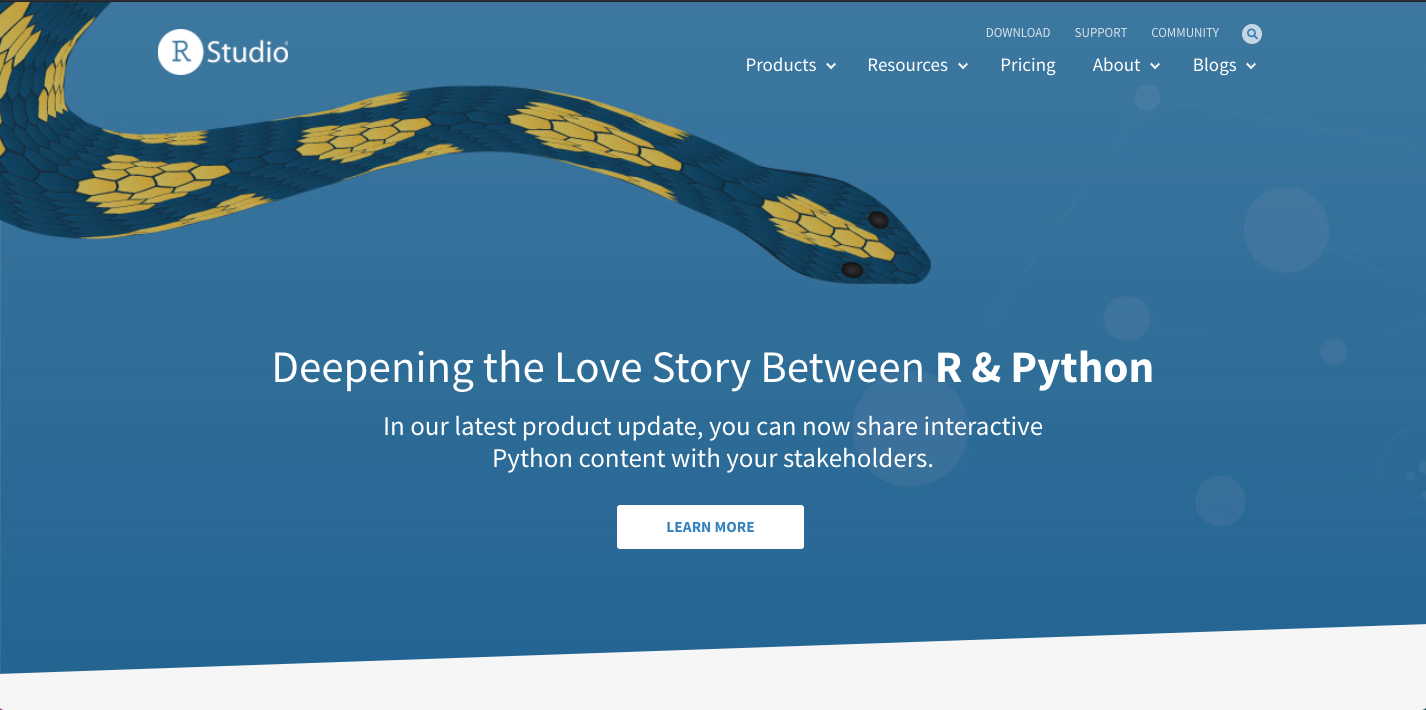 R Studio
DOWNLOAD SUPPORT COMMUNITY
Products Resources Pricing About Blogs
Deepening the Love Story Between R & Python
In our latest product update, you can now share interactive
Python content with your stakeholders.
LEARN MORE